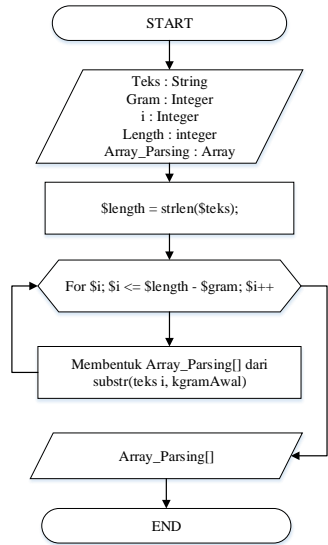 START
Teks : String
Gram : Integer
i : Integer
Length : integer
Array_Parsing : Array
$length = strlen($teks);
For $i; $i <= $length - $gram; $i++
Membentuk Array_Parsing[] dari
substr(teks i, kgramAwal)
Array_Parsing[]
END